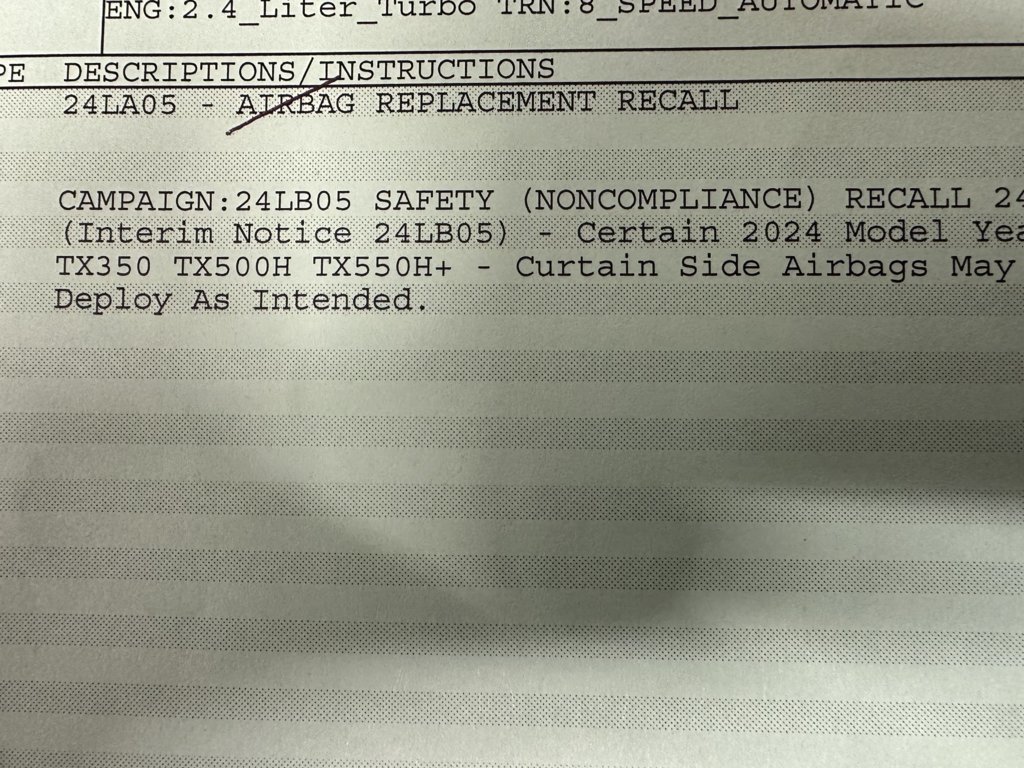 ENG:2.4_Liter_Turbo TRN:8_SPEED_AUTOMATIC
PE DESCRIPTIONS/INSTRUCTIONS
24LA05 - AIRBAG REPLACEMENT RECALL
CAMPAIGN:24LB05 SAFETY (NONCOMPLIANCE) RECALL 24
(Interim Notice 24LB05) - Certain 2024 Model Yea
TX350 TX500H TX550H+ - Curtain Side Airbags May
Deploy As Intended.